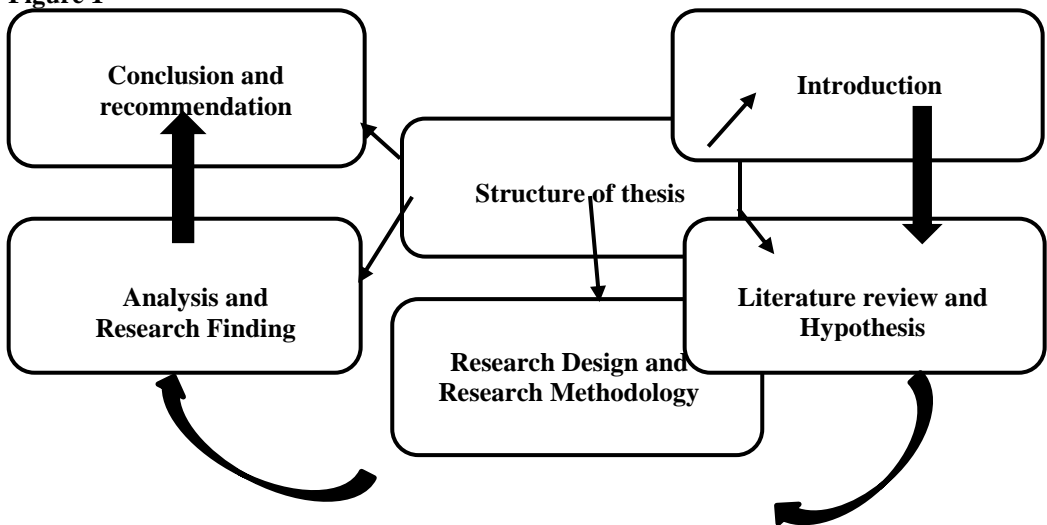 Figure 1
Conclusion and
recommendation
Introduction
Structure of thesis
Analysis and
Research Finding
Literature review and
Hypothesis
Research Design and
Research Methodology